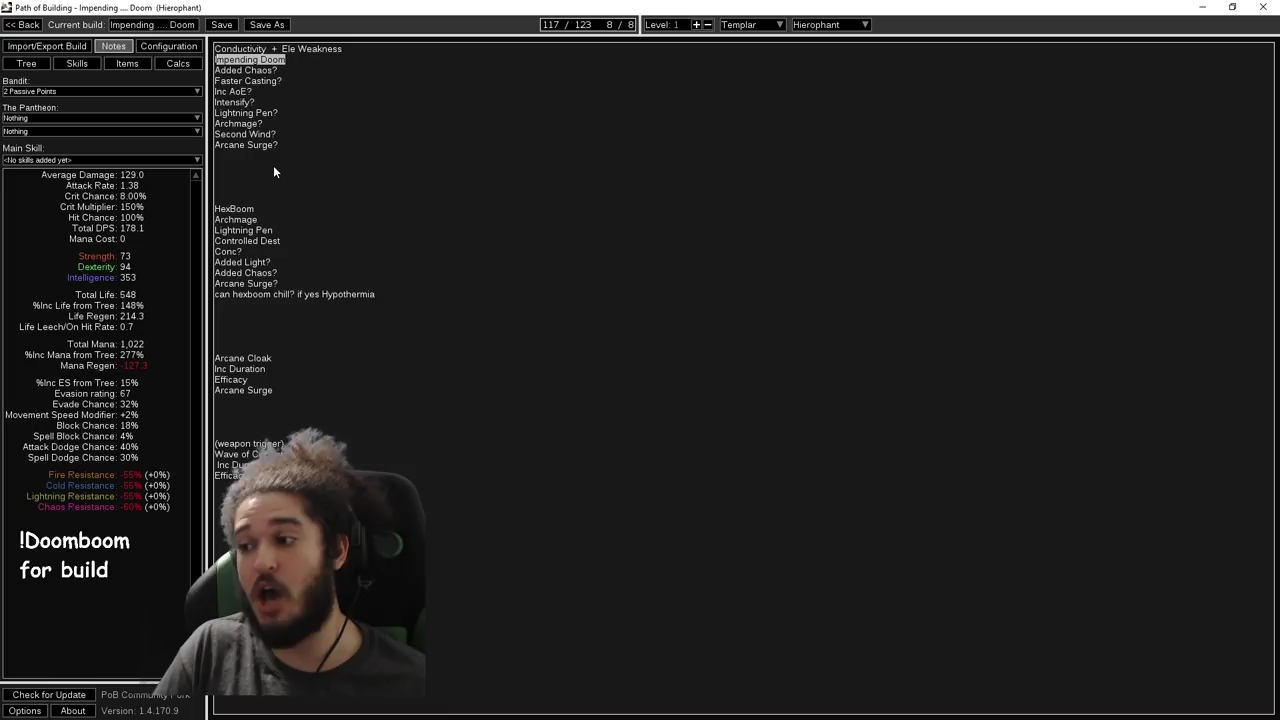 Path of Building - Impending .... Doom (Hierophant)
<< Back Current build: Impending .... Doom Save Save As 117 / 123 8 / 8 Level: 1 + - Templar Hierophant
Import/Export Build Notes Configuration
Tree Skills Items Calcs
Bandit:
2 Passive Points
The Pantheon:
Nothing
Nothing
Main Skill:
<No skills added yet>
Average Damage: 129.0
Attack Rate: 1.38
Crit Chance: 8.00%
Crit Multiplier: 150%
Hit Chance: 100%
Total DPS: 178.1
Mana Cost: 0
Strength: 73
Dexterity: 94
Intelligence: 353
Total Life: 548
%Inc Life from Tree: 148%
Life Regen: 214.3
Life Leech/On Hit Rate: 0.7
Total Mana: 1,022
%Inc Mana from Tree: 277%
Mana Regen: -127.3
%Inc ES from Tree: 15%
Evasion rating: 67
Evade Chance: 32%
Movement Speed Modifier: +2%
Block Chance: 18%
Spell Block Chance: 4%
Attack Dodge Chance: 40%
Spell Dodge Chance: 30%
Fire Resistance: -55% (+0%)
Cold Resistance: -55% (+0%)
Lightning Resistance: -55% (+0%)
Chaos Resistance: -60% (+0%)
!Doomboom
for build
Check for Update PoB Community Fork
Options About Version: 1.4.170.9
Conductivity + Ele Weakness
Impending Doom
Added Chaos?
Faster Casting?
Inc AoE?
Intensify?
Lightning Pen?
Archmage?
Second Wind?
Arcane Surge?
HexBoom
Archmage
Lightning Pen
Controlled Dest
Conc?
Added Light?
Added Chaos?
Arcane Surge?
can hexboom chill? if yes Hypothermia
Arcane Cloak
Inc Duration
Efficacy
Arcane Surge
(weapon trigger)
Wave of
Inc